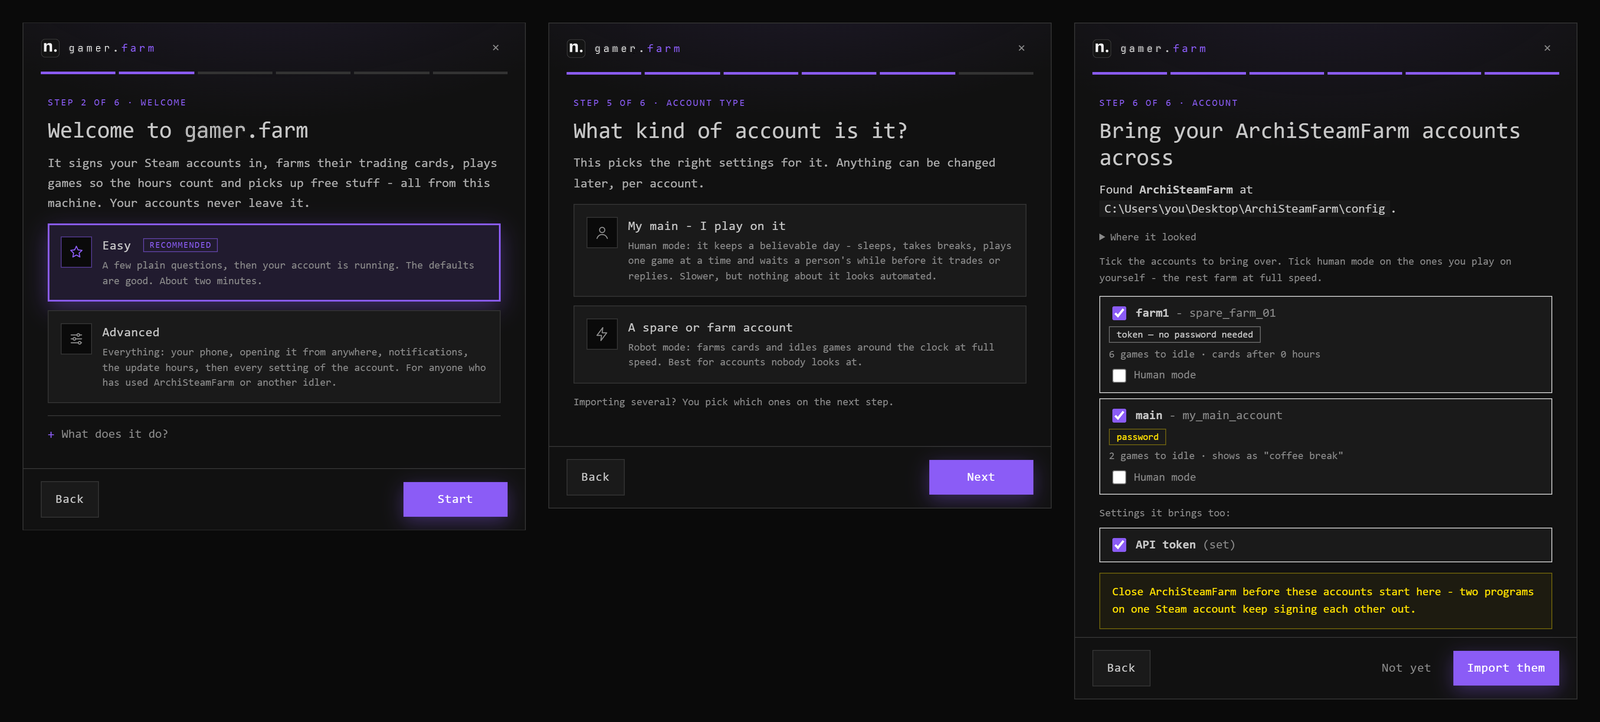 n. gamer.farm ×
STEP 2 OF 6 · WELCOME
Welcome to gamer.farm
It signs your Steam accounts in, farms their trading cards, plays
games so the hours count and picks up free stuff - all from this
machine. Your accounts never leave it.
Easy RECOMMENDED
A few plain questions, then your account is running. The defaults
are good. About two minutes.
Advanced
Everything: your phone, opening it from anywhere, notifications,
the update hours, then every setting of the account. For anyone who
has used ArchiSteamFarm or another idler.
+ What does it do?
Back Start
n. gamer.farm ×
STEP 5 OF 6 · ACCOUNT TYPE
What kind of account is it?
This picks the right settings for it. Anything can be changed
later, per account.
My main - I play on it
Human mode: it keeps a believable day - sleeps, takes breaks, plays
one game at a time and waits a person's while before it trades or
replies. Slower, but nothing about it looks automated.
A spare or farm account
Robot mode: farms cards and idles games around the clock at full
speed. Best for accounts nobody looks at.
Importing several? You pick which ones on the next step.
Back Next
n. gamer.farm ×
STEP 6 OF 6 · ACCOUNT
Bring your ArchiSteamFarm accounts
across
Found ArchiSteamFarm at
C:\Users\you\Desktop\ArchiSteamFarm\config.
▶ Where it looked
Tick the accounts to bring over. Tick human mode on the ones you play on
yourself - the rest farm at full speed.
farm1 - spare_farm_01
token — no password needed
6 games to idle · cards after 0 hours
Human mode
main - my_main_account
password
2 games to idle · shows as "coffee break"
Human mode
Settings it brings too:
API token (set)
Close ArchiSteamFarm before these accounts start here - two programs
on one Steam account keep signing each other out.
Back Not yet Import them